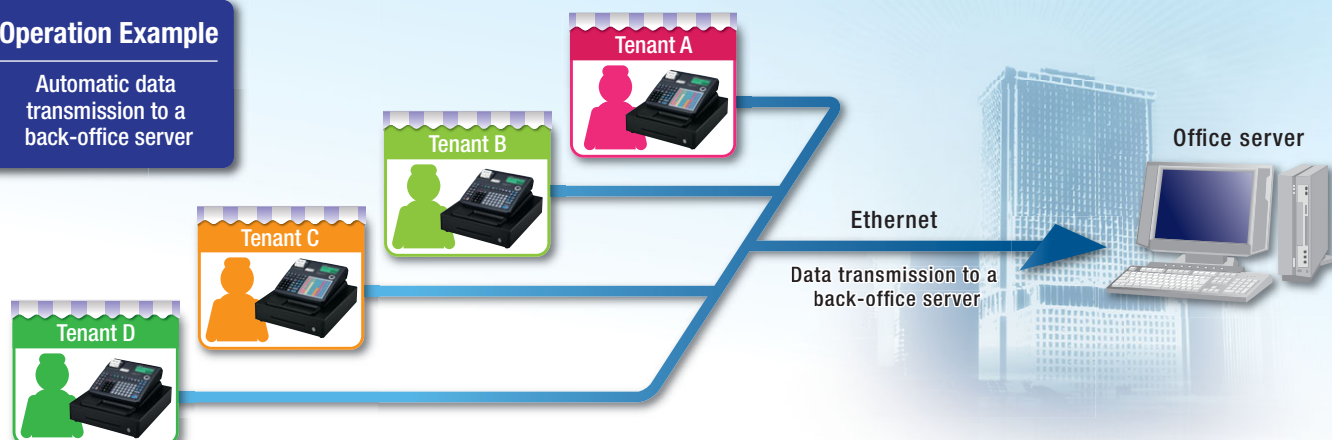 Operation Example
Automatic data
transmission to a
back-office server
Tenant A
Tenant B
Tenant C
Tenant D
Ethernet
Data transmission to a
back-office server
Office server